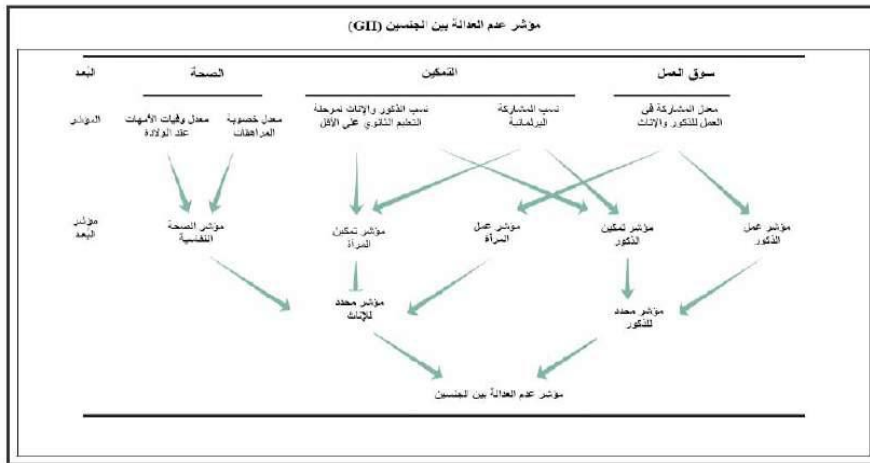 مؤشر عدم العدالة بين الجنسين (GII)
البُعد
الصحة
التمكين
سوق العمل
المؤشر
معدل وفيات الأمهات
عند الولادة
معدل خصوبة
المراهقات
نسب الذكور والإناث لمرحلة
التعليم الثانوي على الأقل
نسب المشاركة
البرلمانية
معدل المشاركة في
العمل للذكور والإناث
مؤشر
البُعد
مؤشر الصحة
النفاسية
مؤشر تمكين
المرأة
مؤشر عمل
المرأة
مؤشر تمكين
الذكور
مؤشر عمل
الذكور
مؤشر محدد
للإناث
مؤشر محدد
للذكور
مؤشر عدم العدالة بين الجنسين